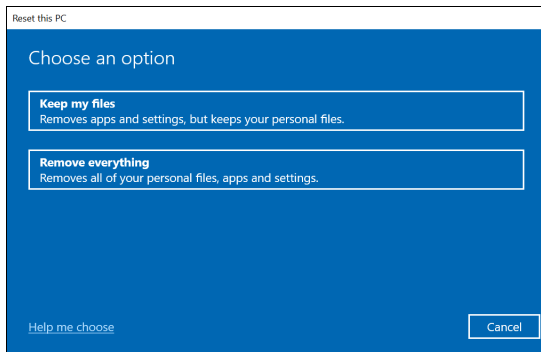 Reset this PC
Choose an option
Keep my files
Removes apps and settings, but keeps your personal files.
Remove everything
Removes all of your personal files, apps and settings.
Help me choose
Cancel